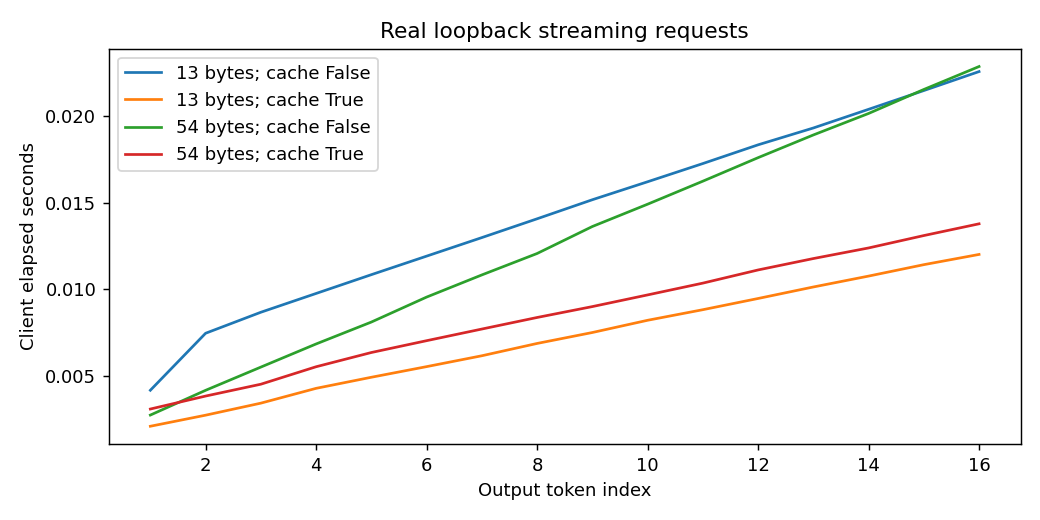 Real loopback streaming requests
13 bytes; cache False
13 bytes; cache True
54 bytes; cache False
54 bytes; cache True
Client elapsed seconds
0.020
0.015
0.010
0.005
2 4 6 8 10 12 14 16
Output token index